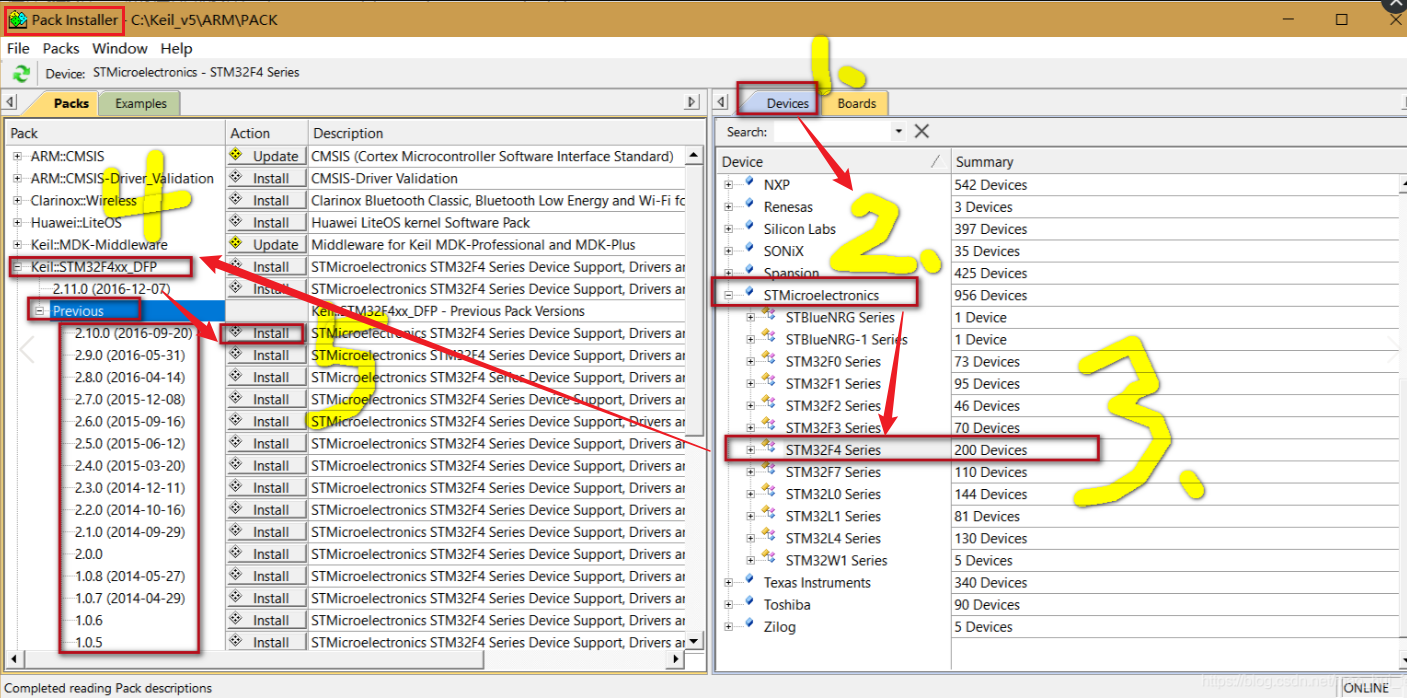 Pack Installer - C:\Keil_v5\ARM\PACK
File Packs Window Help
Device: STMicroelectronics - STM32F4 Series
1.
Packs Examples
Devices Boards
Search:
Pack Action Description
ARM::CMSIS Update CMSIS (Cortex Microcontroller Software Interface Standard)
ARM::CMSIS-Driver_Validation Install CMSIS-Driver Validation
Clarinox::Wireless Install Clarinox Bluetooth Classic, Bluetooth Low Energy and Wi-Fi fo
Huawei::LiteOS Install Huawei LiteOS kernel Software Pack
Keil::MDK-Middleware Update Middleware for Keil MDK-Professional and MDK-Plus
Keil::STM32F4xx_DFP Install STMicroelectronics STM32F4 Series Device Support, Drivers ar
2.11.0 (2016-12-07) Install STMicroelectronics STM32F4 Series Device Support, Drivers ar
Previous Keil::STM32F4xx_DFP - Previous Pack Versions
2.10.0 (2016-09-20) Install STMicroelectronics STM32F4 Series Device Support, Drivers ar
2.9.0 (2016-05-31) Install STMicroelectronics STM32F4 Series Device Support, Drivers ar
2.8.0 (2016-04-14) Install STMicroelectronics STM32F4 Series Device Support, Drivers ar
2.7.0 (2015-12-08) Install STMicroelectronics STM32F4 Series Device Support, Drivers ar
2.6.0 (2015-09-16) Install STMicroelectronics STM32F4 Series Device Support, Drivers ar
2.5.0 (2015-06-12) Install STMicroelectronics STM32F4 Series Device Support, Drivers ar
2.4.0 (2015-03-20) Install STMicroelectronics STM32F4 Series Device Support, Drivers ar
2.3.0 (2014-12-11) Install STMicroelectronics STM32F4 Series Device Support, Drivers ar
2.2.0 (2014-10-16) Install STMicroelectronics STM32F4 Series Device Support, Drivers ar
2.1.0 (2014-09-29) Install STMicroelectronics STM32F4 Series Device Support, Drivers ar
2.0.0 Install STMicroelectronics STM32F4 Series Device Support, Drivers ar
1.0.8 (2014-05-27) Install STMicroelectronics STM32F4 Series Device Support, Drivers ar
1.0.7 (2014-04-29) Install STMicroelectronics STM32F4 Series Device Support, Drivers ar
1.0.6 Install STMicroelectronics STM32F4 Series Device Support, Drivers ar
1.0.5 Install STMicroelectronics STM32F4 Series Device Support, Drivers ar
4
5
Device Summary
NXP 542 Devices
Renesas 3 Devices
Silicon Labs 397 Devices
SONiX 35 Devices
Spansion 425 Devices
STMicroelectronics 956 Devices
STBlueNRG Series 1 Device
STBlueNRG-1 Series 1 Device
STM32F0 Series 73 Devices
STM32F1 Series 95 Devices
STM32F2 Series 46 Devices
STM32F3 Series 70 Devices
STM32F4 Series 200 Devices
STM32F7 Series 110 Devices
STM32L0 Series 144 Devices
STM32L1 Series 81 Devices
STM32L4 Series 130 Devices
STM32W1 Series 5 Devices
Texas Instruments 340 Devices
Toshiba 90 Devices
Zilog 5 Devices
2.
3.
Completed reading Pack descriptions
https://blog.csdn.net/
ONLINE